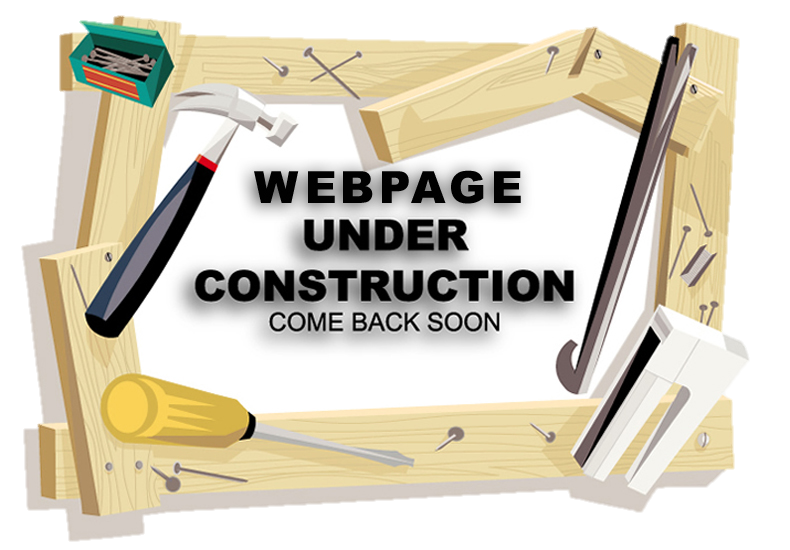 WEBPAGE
UNDER
CONSTRUCTION
COME BACK SOON